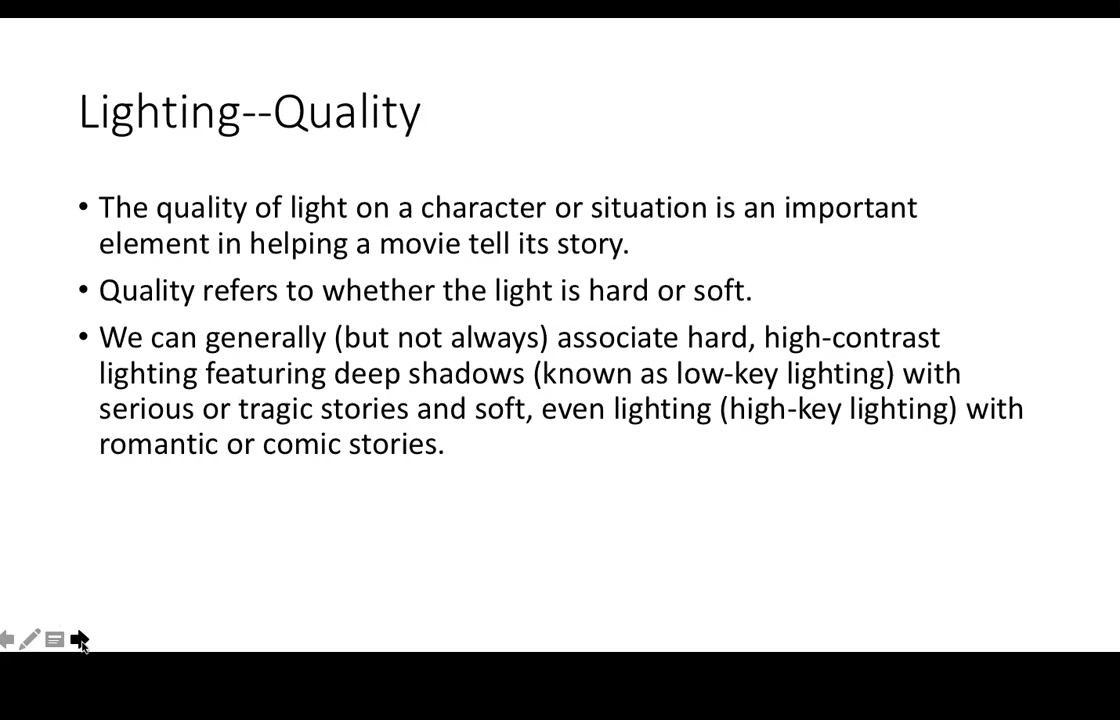 Lighting--Quality
• The quality of light on a character or situation is an important
element in helping a movie tell its story.
• Quality refers to whether the light is hard or soft.
• We can generally (but not always) associate hard, high-contrast
lighting featuring deep shadows (known as low-key lighting) with
serious or tragic stories and soft, even lighting (high-key lighting) with
romantic or comic stories.